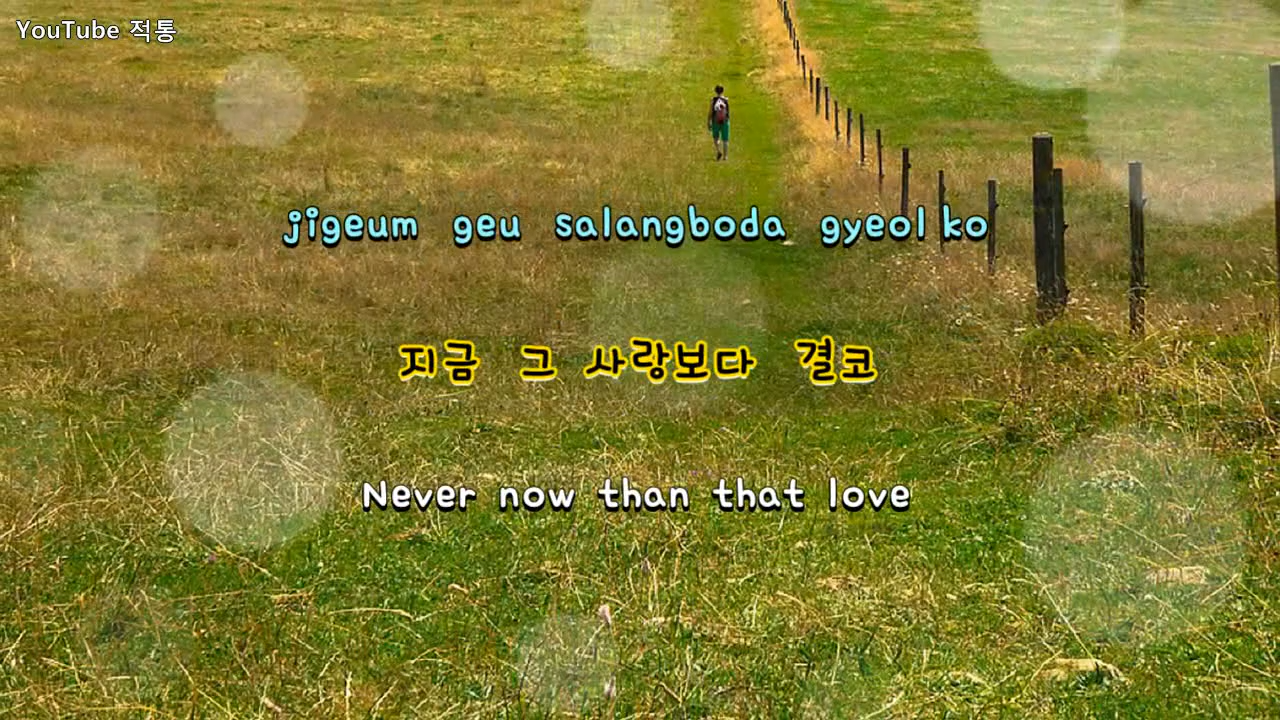 YouTube 적통
jigeum geu salangboda gyeol ko
지금 그 사랑보다 결코
Never now than that love